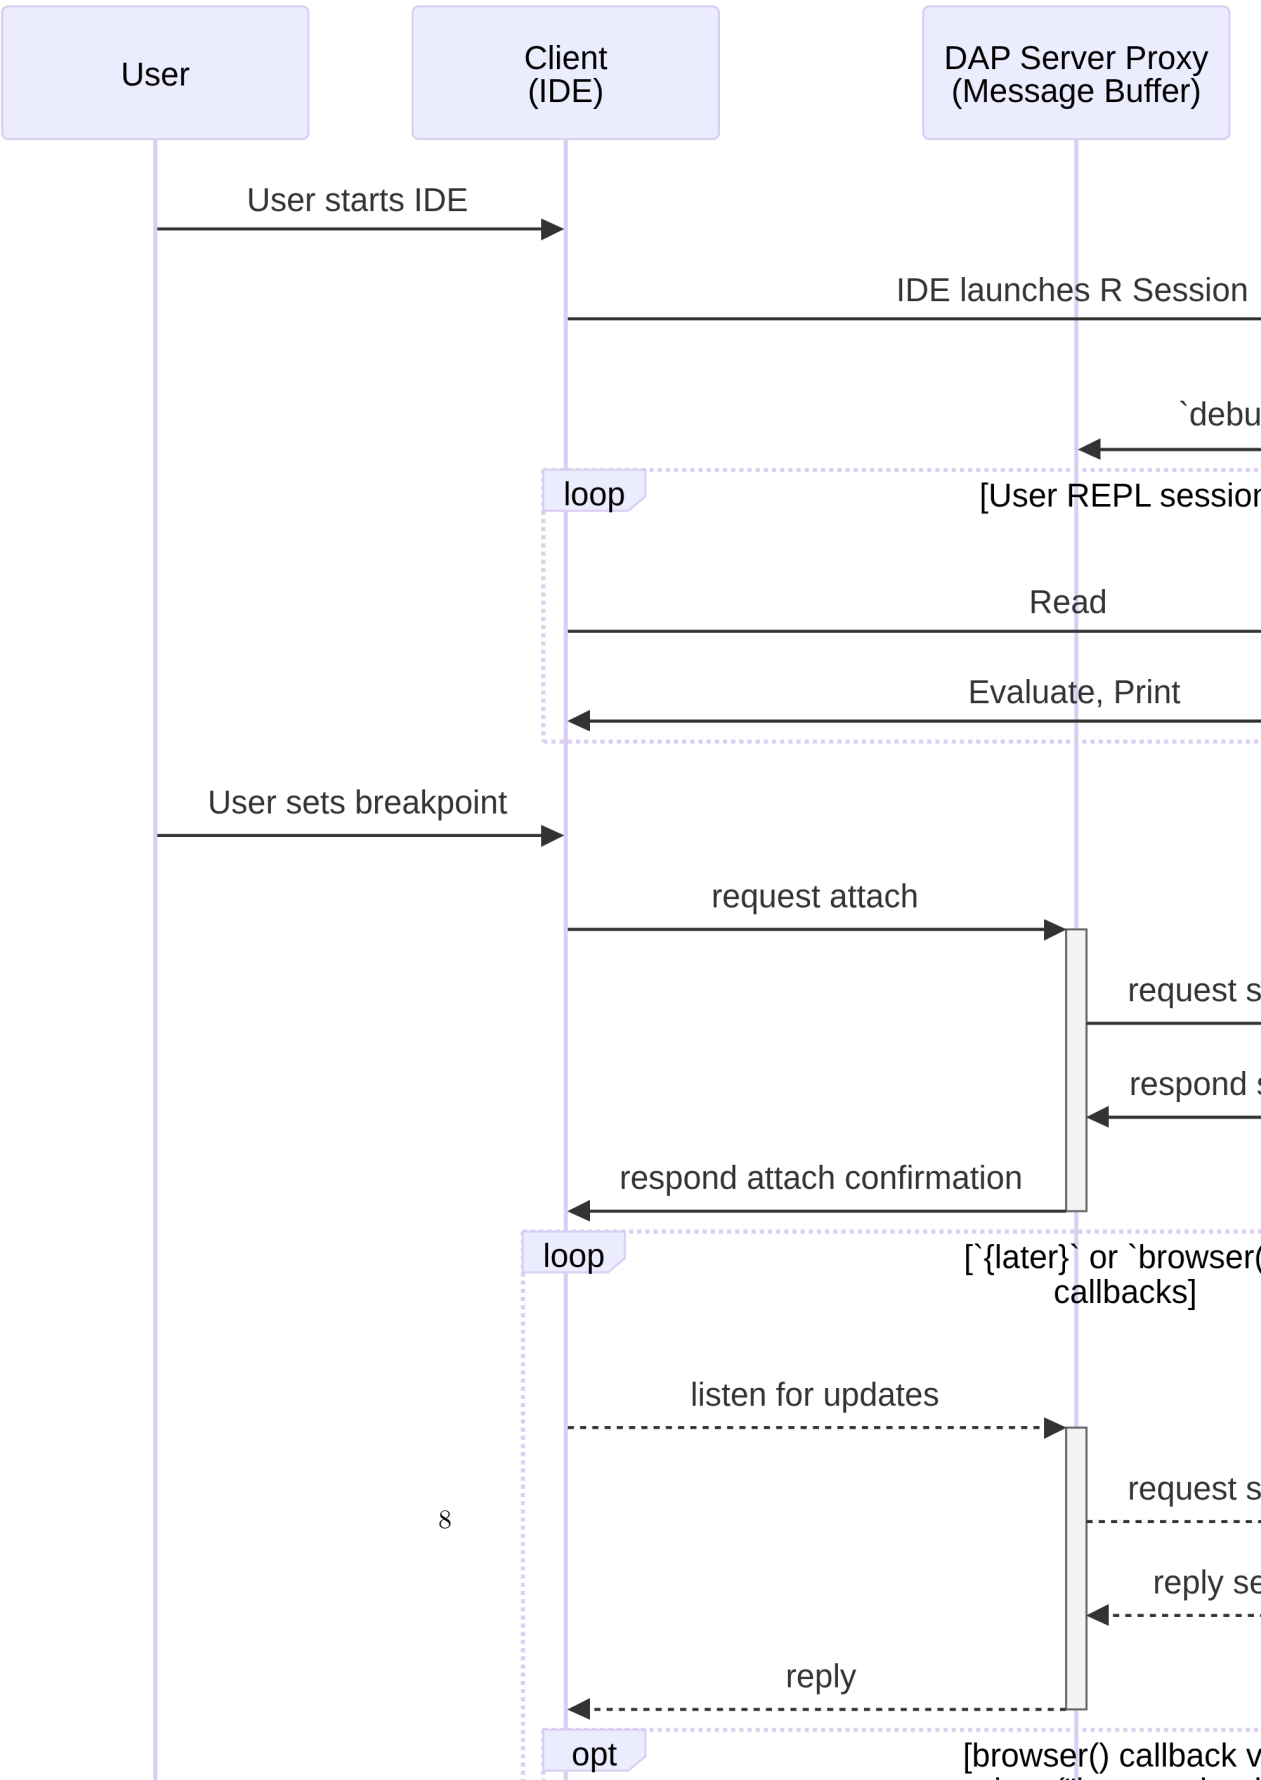 User
Client
(IDE)
DAP Server Proxy
(Message Buffer)
User starts IDE
IDE launches R Session
`debu
loop
[User REPL session
Read
Evaluate, Print
User sets breakpoint
request attach
request s
respond s
respond attach confirmation
loop
[`{later}` or `browser(
callbacks]
listen for updates
request s
8
reply se
reply
opt
[browser() callback v